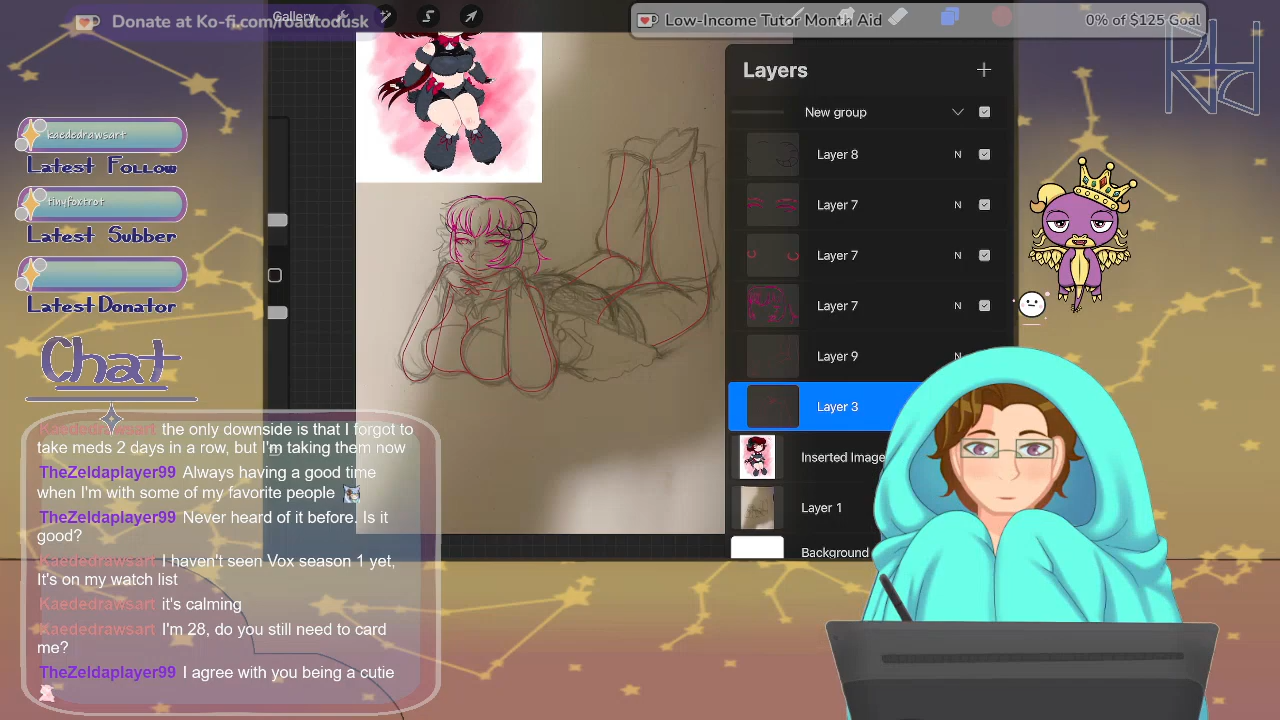 Donate at Ko-fi.com/roadtodusk
Gallery
Low-Income Tutor Month Aid
0% of $125 Goal
Layers
New group
Layer 8
N
Layer 7
N
Layer 7
N
Layer 7
N
Layer 9
N
Layer 3
Inserted Image
Layer 1
Background
kaededrawsart
Latest Follow
tinyfoxtrot
Latest Subber
Latest Donator
Chat
Kaededrawsart the only downside is that I forgot to
take meds 2 days in a row, but I'm taking them now
TheZeldaplayer99 Always having a good time
when I'm with some of my favorite people
TheZeldaplayer99 Never heard of it before. Is it
good?
Kaededrawsart I haven't seen Vox season 1 yet,
It's on my watch list
Kaededrawsart it's calming
Kaededrawsart I'm 28, do you still need to card
me?
TheZeldaplayer99 I agree with you being a cutie